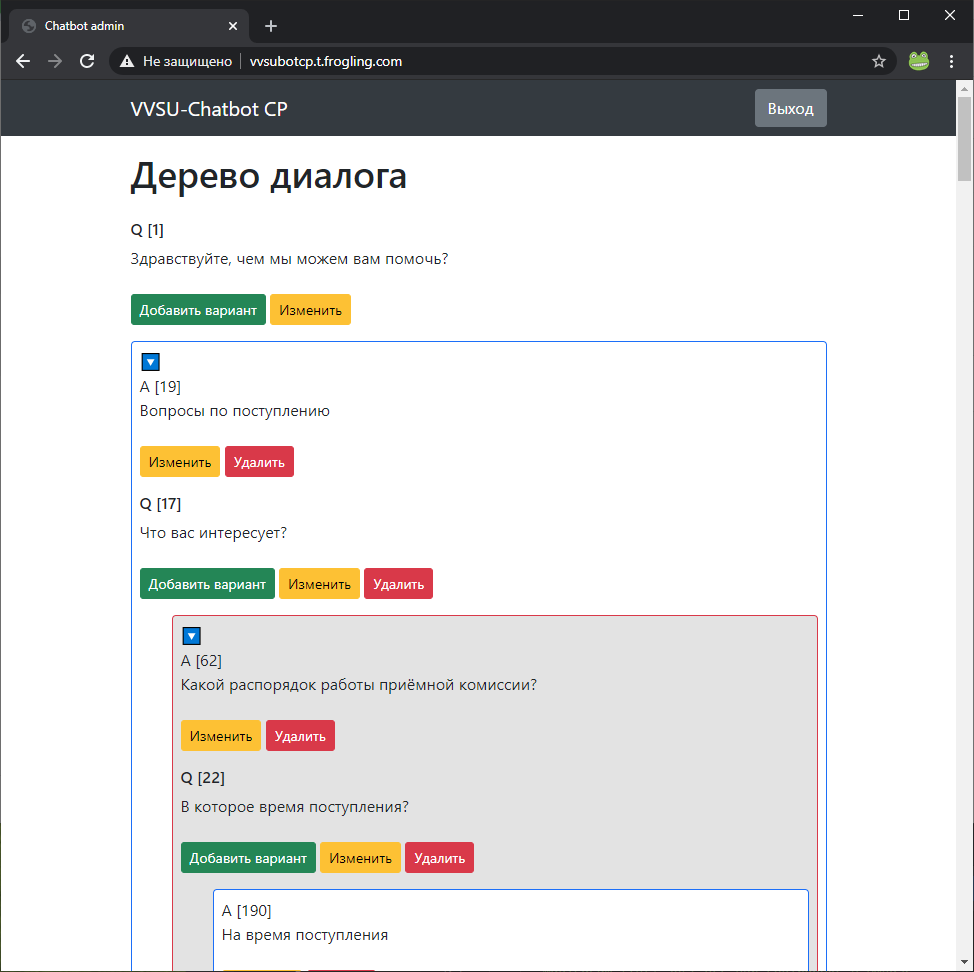 Chatbot admin
Не защищено vvsubotcp.t.frogling.com
VVSU-Chatbot CP Выход
Дерево диалога
Q [1]
Здравствуйте, чем мы можем вам помочь?
Добавить вариант Изменить
A [19]
Вопросы по поступлению
Изменить Удалить
Q [17]
Что вас интересует?
Добавить вариант Изменить Удалить
A [62]
Какой распорядок работы приёмной комиссии?
Изменить Удалить
Q [22]
В которое время поступления?
Добавить вариант Изменить Удалить
A [190]
На время поступления